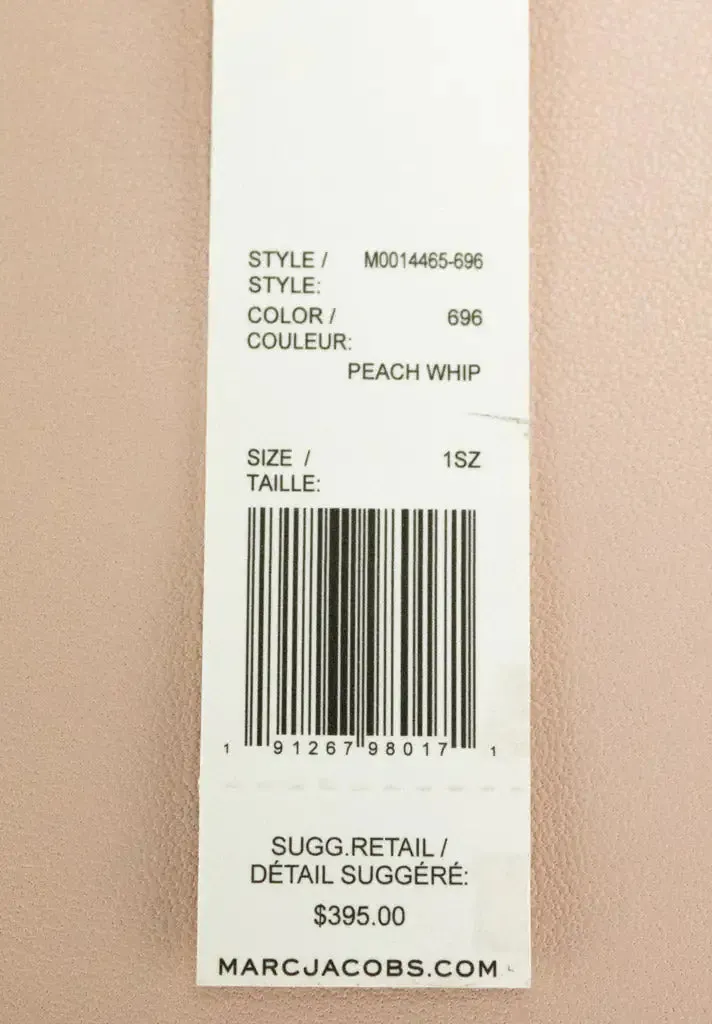 STYLE / M0014465-696
STYLE:
COLOR / 696
COULEUR:
PEACH WHIP
SIZE / 1SZ
TAILLE:
1 91267 98017 1
SUGG.RETAIL /
DÉTAIL SUGGÉRÉ:
$395.00
MARCJACOBS.COM